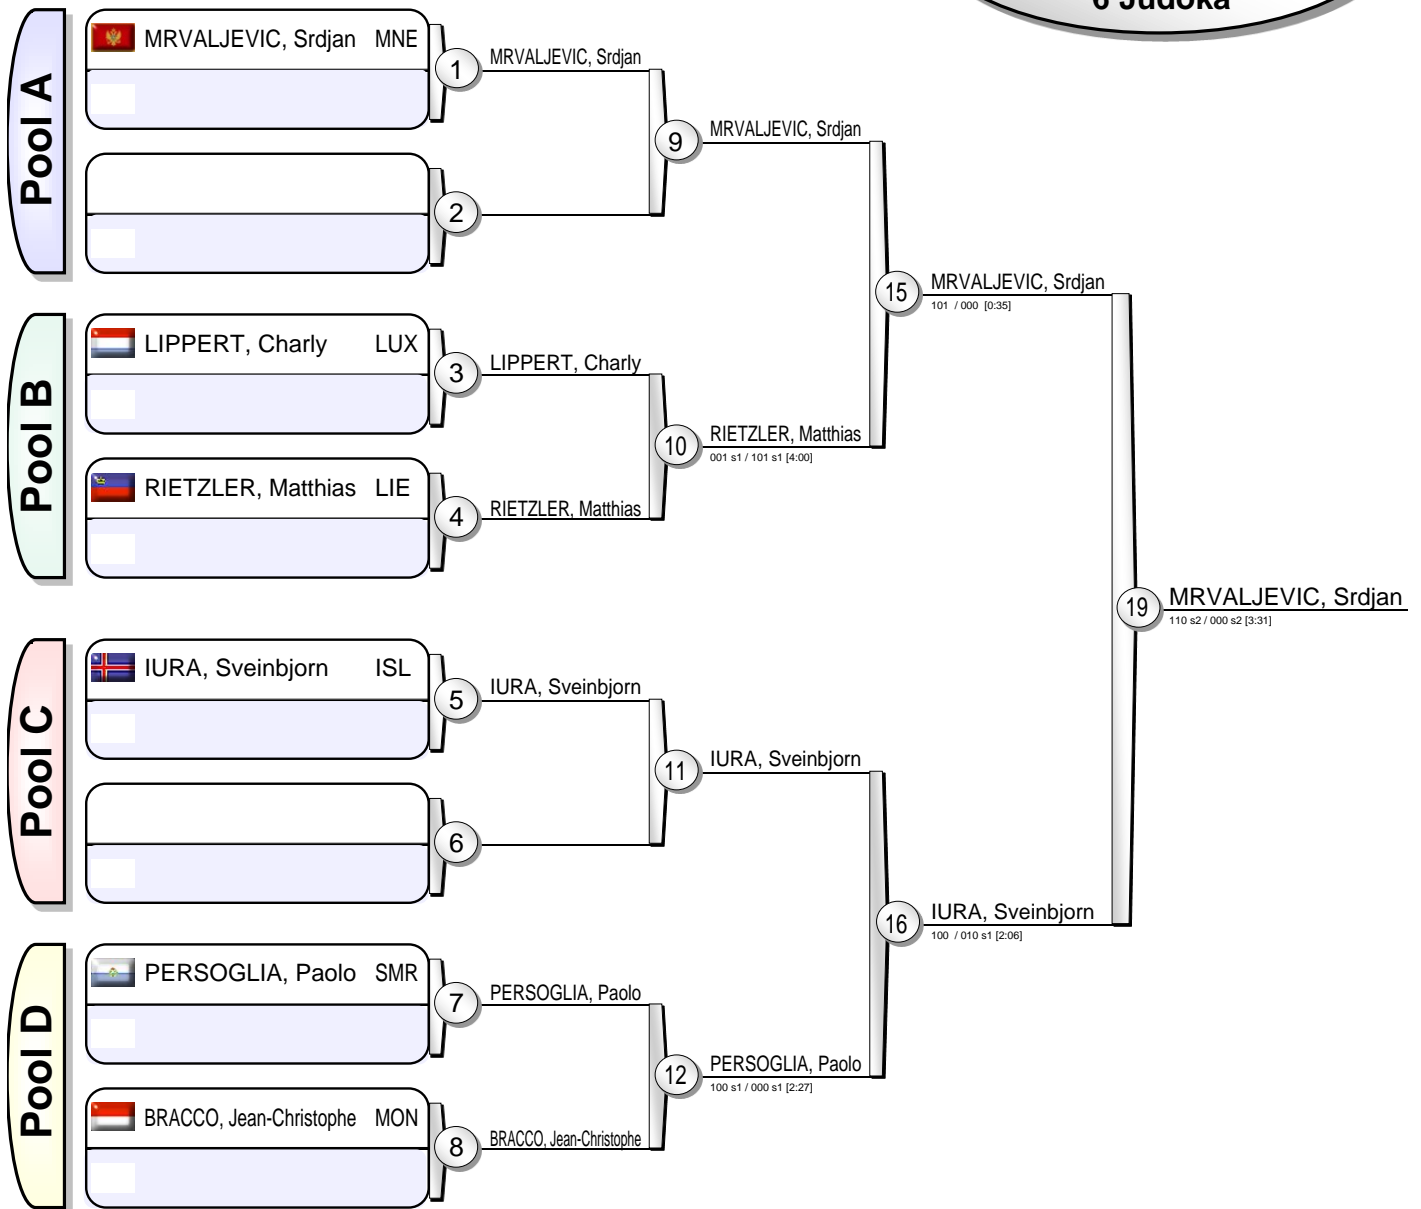 6 Judoka
Pool A
MRVALJEVIC, Srdjan MNE
1
MRVALJEVIC, Srdjan
2
9
MRVALJEVIC, Srdjan
Pool B
LIPPERT, Charly LUX
3
LIPPERT, Charly
RIETZLER, Matthias LIE
4
RIETZLER, Matthias
10
RIETZLER, Matthias
001 s1 / 101 s1 [4:00]
15
MRVALJEVIC, Srdjan
101 / 000 [0:35]
Pool C
IURA, Sveinbjorn ISL
5
IURA, Sveinbjorn
6
11
IURA, Sveinbjorn
Pool D
PERSOGLIA, Paolo SMR
7
PERSOGLIA, Paolo
BRACCO, Jean-Christophe MON
8
BRACCO, Jean-Christophe
12
PERSOGLIA, Paolo
100 s1 / 000 s1 [2:27]
16
IURA, Sveinbjorn
100 / 010 s1 [2:06]
19
MRVALJEVIC, Srdjan
110 s2 / 000 s2 [3:31]